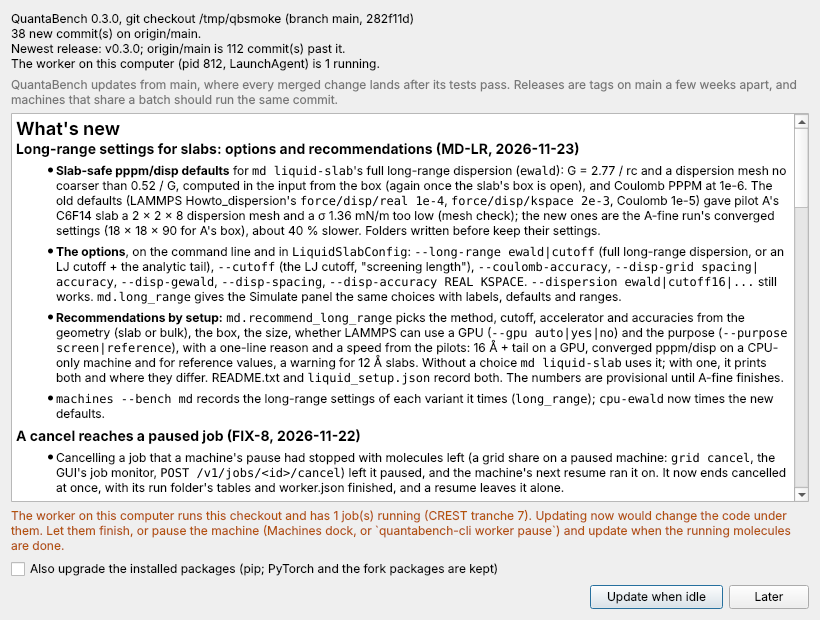 QuantaBench 0.3.0, git checkout /tmp/qbsmoke (branch main, 282f11d)
38 new commit(s) on origin/main.
Newest release: v0.3.0; origin/main is 112 commit(s) past it.
The worker on this computer (pid 812, LaunchAgent) is 1 running.
QuantaBench updates from main, where every merged change lands after its tests pass. Releases are tags on main a few weeks apart, and
machines that share a batch should run the same commit.
What's new
Long-range settings for slabs: options and recommendations (MD-LR, 2026-11-23)
• Slab-safe pppm/disp defaults for md liquid-slab's full long-range dispersion (ewald): G = 2.77 / rc and a dispersion mesh no
coarser than 0.52 / G, computed in the input from the box (again once the slab's box is open), and Coulomb PPPM at 1e-6. The
old defaults (LAMMPS Howto_dispersion's force/disp/real 1e-4, force/disp/kspace 2e-3, Coulomb 1e-5) gave pilot A's
C6F14 slab a 2 × 2 × 8 dispersion mesh and a σ 1.36 mN/m too low (mesh check); the new ones are the A-fine run's converged
settings (18 × 18 × 90 for A's box), about 40 % slower. Folders written before keep their settings.
• The options, on the command line and in LiquidSlabConfig: --long-range ewald|cutoff (full long-range dispersion, or an
LJ cutoff + the analytic tail), --cutoff (the LJ cutoff, "screening length"), --coulomb-accuracy, --disp-grid spacing|
accuracy, --disp-gewald, --disp-spacing, --disp-accuracy REAL KSPACE. --dispersion ewald|cutoff16|... still
works. md.long_range gives the Simulate panel the same choices with labels, defaults and ranges.
• Recommendations by setup: md.recommend_long_range picks the method, cutoff, accelerator and accuracies from the
geometry (slab or bulk), the box, the size, whether LAMMPS can use a GPU (--gpu auto|yes|no) and the purpose (--purpose
screen|reference), with a one-line reason and a speed from the pilots: 16 Å + tail on a GPU, converged pppm/disp on a CPU-
only machine and for reference values, a warning for 12 Å slabs. Without a choice md liquid-slab uses it; with one, it prints
both and where they differ. README.txt and liquid_setup.json record both. The numbers are provisional until A-fine finishes.
• machines --bench md records the long-range settings of each variant it times (long_range); cpu-ewald now times the new
defaults.
A cancel reaches a paused job (FIX-8, 2026-11-22)
• Cancelling a job that a machine's pause had stopped with molecules left (a grid share on a paused machine: grid cancel, the
GUI's job monitor, POST /v1/jobs/<id>/cancel) left it paused, and the machine's next resume ran it on. It now ends cancelled
at once, with its run folder's tables and worker.json finished, and a resume leaves it alone.
The worker on this computer runs this checkout and has 1 job(s) running (CREST tranche 7). Updating now would change the code under
them. Let them finish, or pause the machine (Machines dock, or `quantabench-cli worker pause`) and update when the running molecules
are done.
Also upgrade the installed packages (pip; PyTorch and the fork packages are kept)
Update when idle
Later